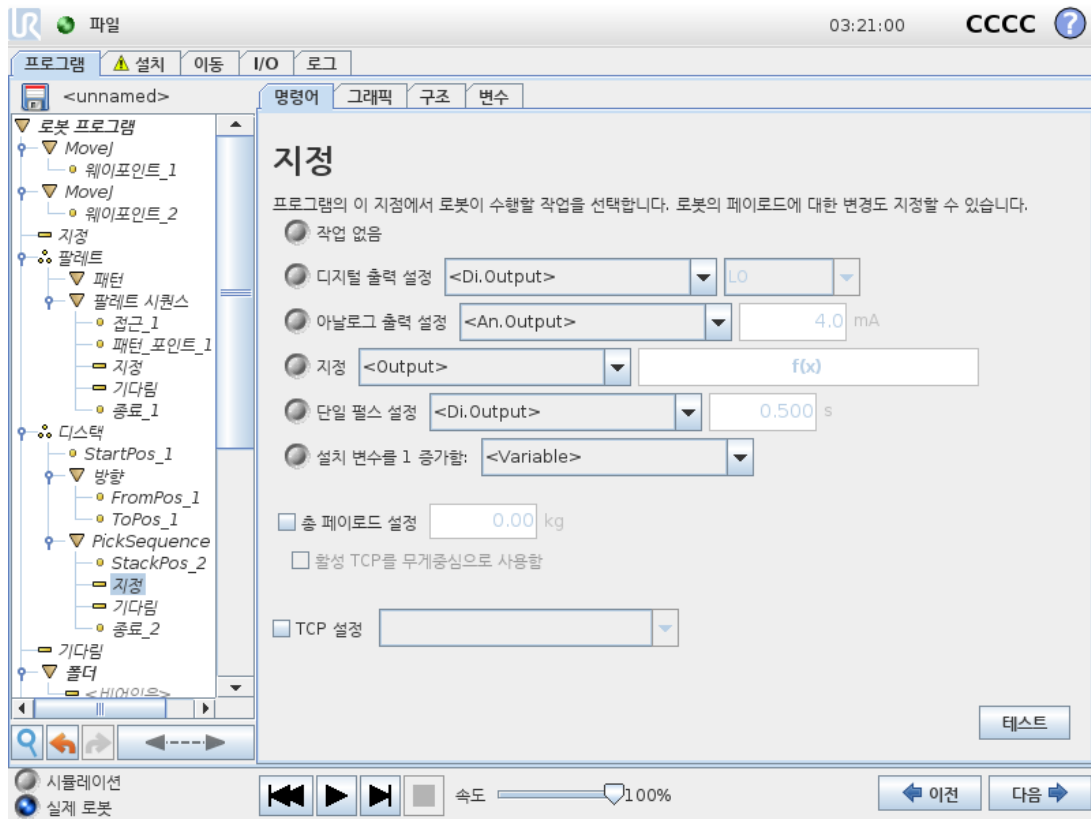 UR 파일 03:21:00 CCCC ?
프로그램 설치 이동 I/O 로그
<unnamed>
명령어 그래픽 구조 변수
로봇 프로그램
MoveJ
웨이포인트_1
MoveJ
웨이포인트_2
지정
팔레트
패턴
팔레트 시퀀스
접근_1
패턴_포인트_1
지정
기다림
종료_1
디스택
StartPos_1
방향
FromPos_1
ToPos_1
PickSequence
StackPos_2
지정
기다림
종료_2
기다림
폴더
<비어있음>
지정
프로그램의 이 지점에서 로봇이 수행할 작업을 선택합니다. 로봇의 페이로드에 대한 변경도 지정할 수 있습니다.
작업 없음
디지털 출력 설정 <Di.Output> LO
아날로그 출력 설정 <An.Output> 4.0 mA
지정 <Output> f(x)
단일 펄스 설정 <Di.Output> 0.500 s
설치 변수를 1 증가함: <Variable>
총 페이로드 설정 0.00 kg
활성 TCP를 무게중심으로 사용함
TCP 설정
테스트
시뮬레이션
실제 로봇
속도 100%
이전 다음